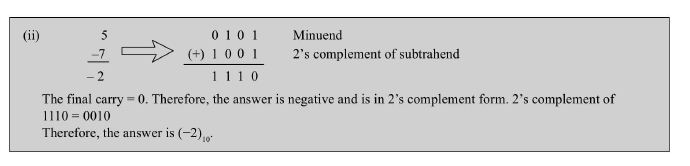 (ii) 5 0 1 0 1 Minuend
–7 (+) 1 0 0 1 2's complement of subtrahend
– 2 1 1 1 0
The final carry = 0. Therefore, the answer is negative and is in 2's complement form. 2's complement of
1110 = 0010
Therefore, the answer is (−2)₁₀.